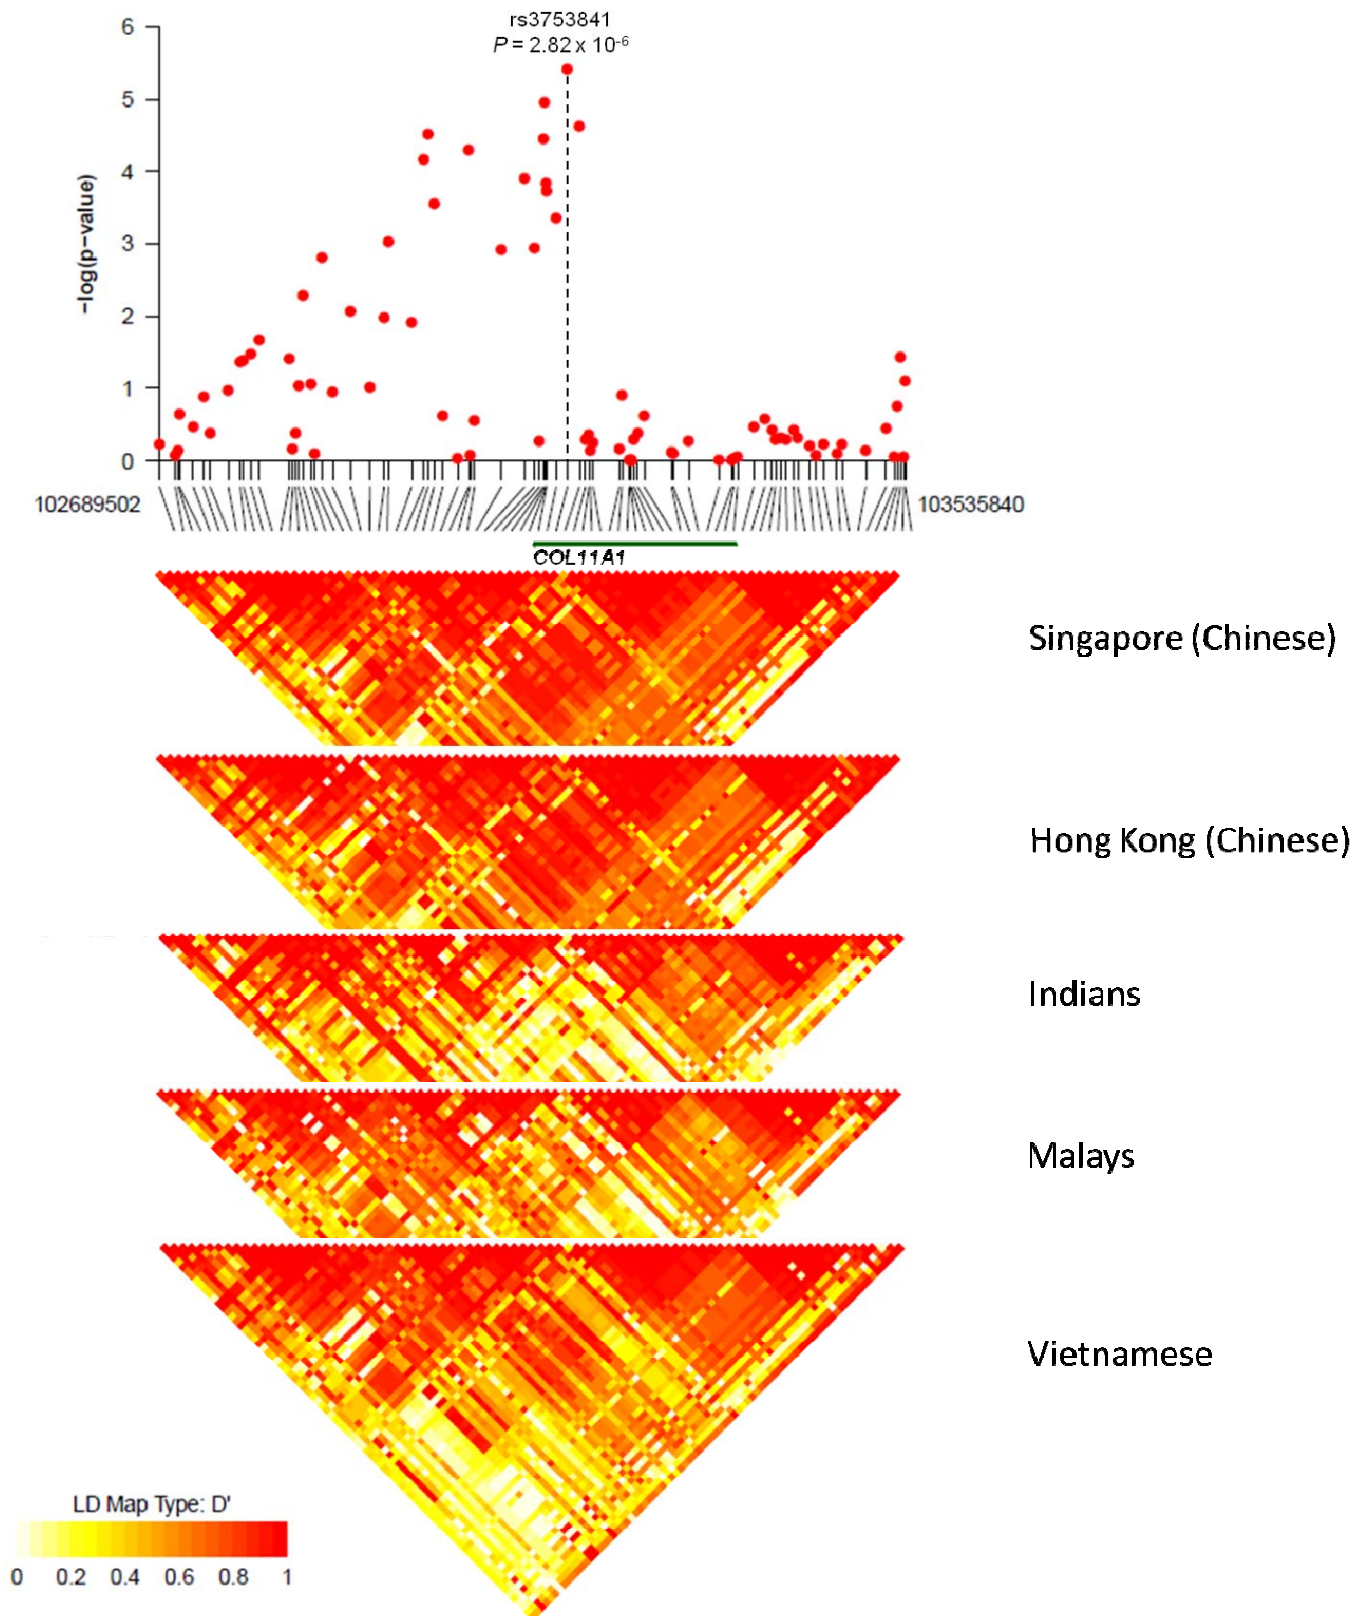 rs3753841
P = 2.82 x 10-6
6
5
4
3
2
1
0
-log(p-value)
102689502
103535840
COL11A1
Singapore (Chinese)
Hong Kong (Chinese)
Indians
Malays
Vietnamese
LD Map Type: D'
0 0.2 0.4 0.6 0.8 1